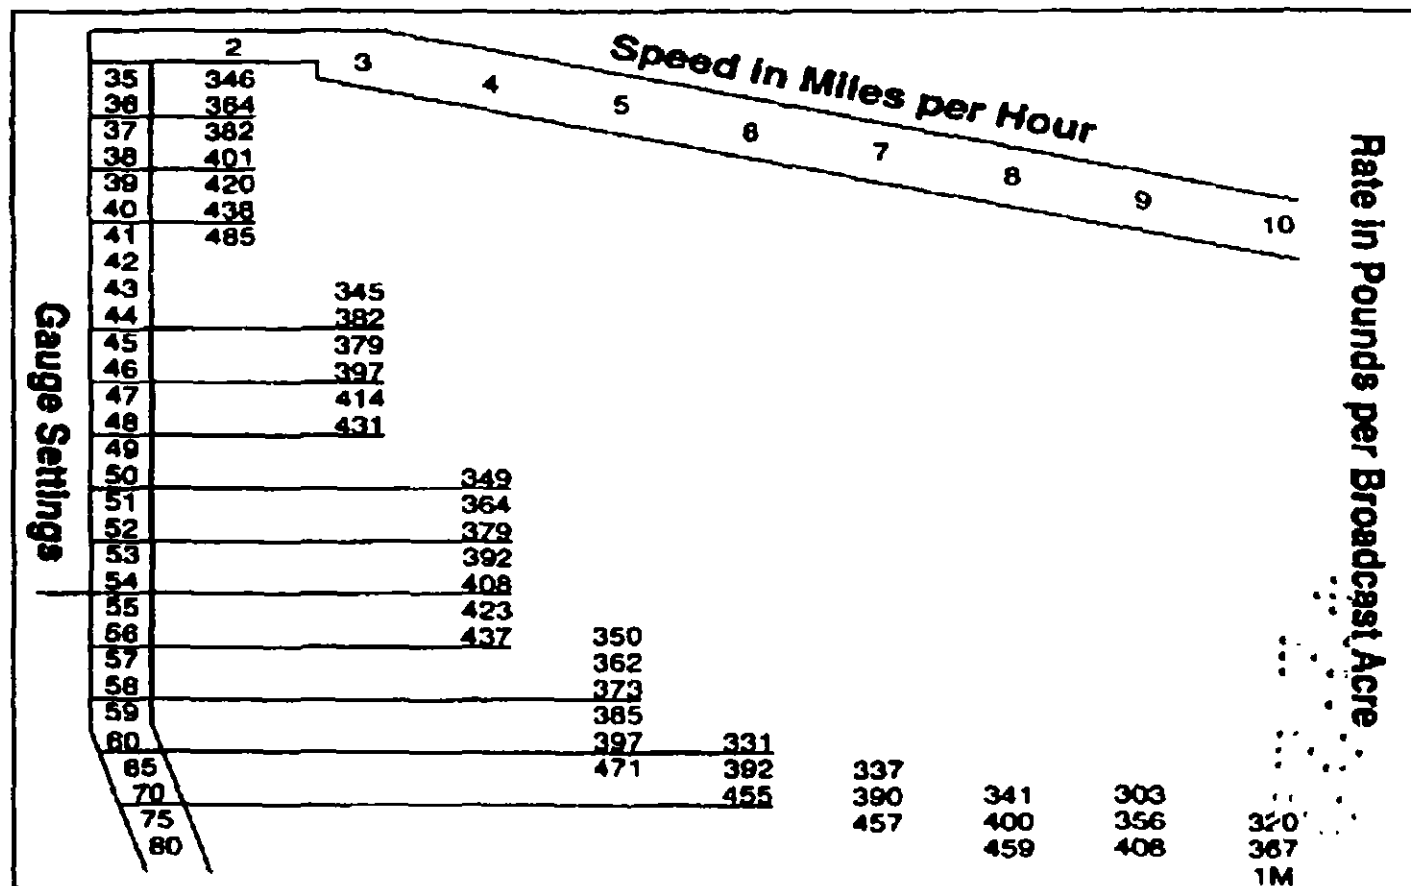 Speed in Miles per Hour
2 3 4 5 6 7 8 9 10
Gauge Settings
Rate in Pounds per Broadcast Acre
35 346
36 364
37 382
38 401
39 420
40 438
41 485
42
43 345
44 382
45 379
46 397
47 414
48 431
49
50 349
51 364
52 379
53 392
54 408
55 423
56 437 350
57 362
58 373
59 385
60 397 331
65 471 392 337
70 455 390 341 303
75 457 400 356 320
80 459 408 367
1M